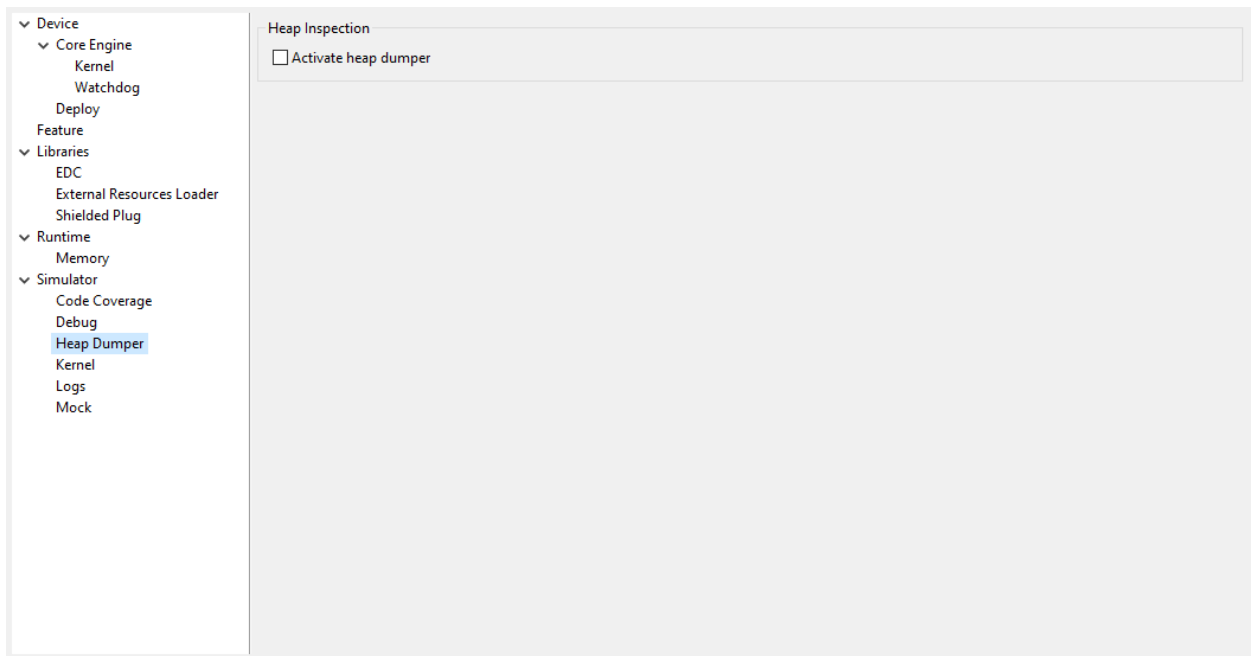 Device
Core Engine
Kernel
Watchdog
Deploy
Feature
Libraries
EDC
External Resources Loader
Shielded Plug
Runtime
Memory
Simulator
Code Coverage
Debug
Heap Dumper
Kernel
Logs
Mock
Heap Inspection
Activate heap dumper